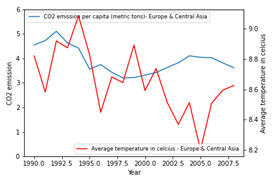 CO2 emission per capita (metric tons)- Europe & Central Asia
6
5
4
3
2
1
0
CO2 emission
9.0
8.8
8.6
8.4
8.2
Average temperature in celcius
Average temperature in celcius - Europe & Central Asia
1990.0 1992.5 1995.0 1997.5 2000.0 2002.5 2005.0 2007.5
Year